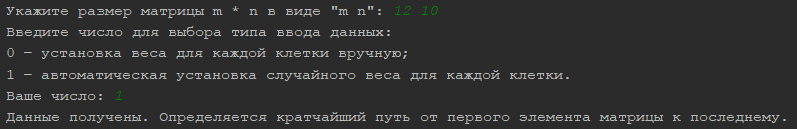 Укажите размер матрицы m * n в виде "m n": 12 10
Введите число для выбора типа ввода данных:
0 – установка веса для каждой клетки вручную;
1 – автоматическая установка случайного веса для каждой клетки.
Ваше число: 1
Данные получены. Определяется кратчайший путь от первого элемента матрицы к последнему.